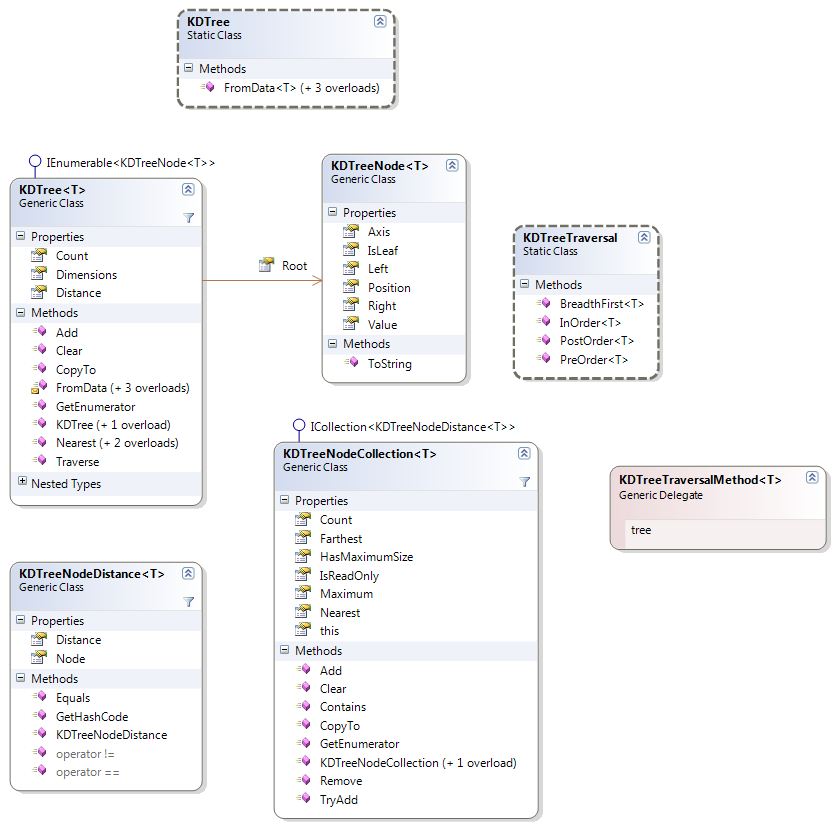 KDTree
Static Class
Methods
FromData<T> (+ 3 overloads)
IEnumerable<KDTreeNode<T>>
KDTree<T>
Generic Class
Properties
Count
Dimensions
Distance
Methods
Add
Clear
CopyTo
FromData (+ 3 overloads)
GetEnumerator
KDTree (+ 1 overload)
Nearest (+ 2 overloads)
Traverse
Nested Types
Root
KDTreeNode<T>
Generic Class
Properties
Axis
IsLeaf
Left
Position
Right
Value
Methods
ToString
KDTreeTraversal
Static Class
Methods
BreadthFirst<T>
InOrder<T>
PostOrder<T>
PreOrder<T>
KDTreeNodeDistance<T>
Generic Class
Properties
Distance
Node
Methods
Equals
GetHashCode
KDTreeNodeDistance
operator !=
operator ==
ICollection<KDTreeNodeDistance<T>>
KDTreeNodeCollection<T>
Generic Class
Properties
Count
Farthest
HasMaximumSize
IsReadOnly
Maximum
Nearest
this
Methods
Add
Clear
Contains
CopyTo
GetEnumerator
KDTreeNodeCollection (+ 1 overload)
Remove
TryAdd
KDTreeTraversalMethod<T>
Generic Delegate
tree